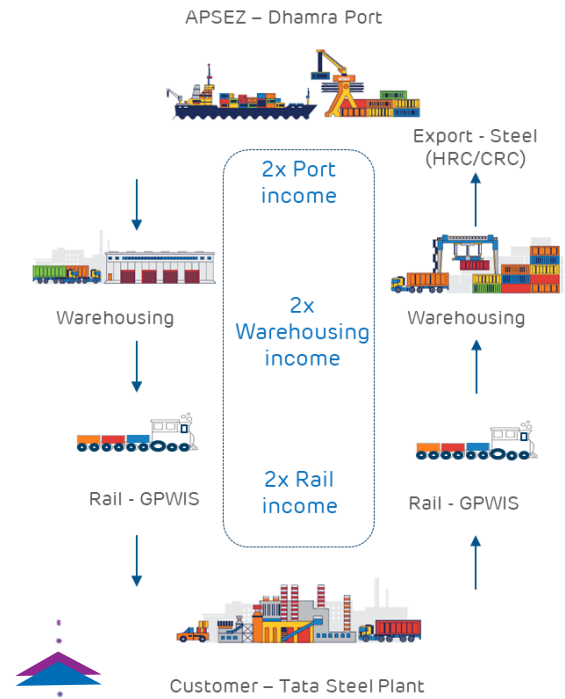 APSEZ – Dhamra Port
Export - Steel
(HRC/CRC)
2x Port
income
Warehousing
2x
Warehousing
income
Warehousing
2x Rail
income
Rail - GPWIS
Rail - GPWIS
Customer – Tata Steel Plant